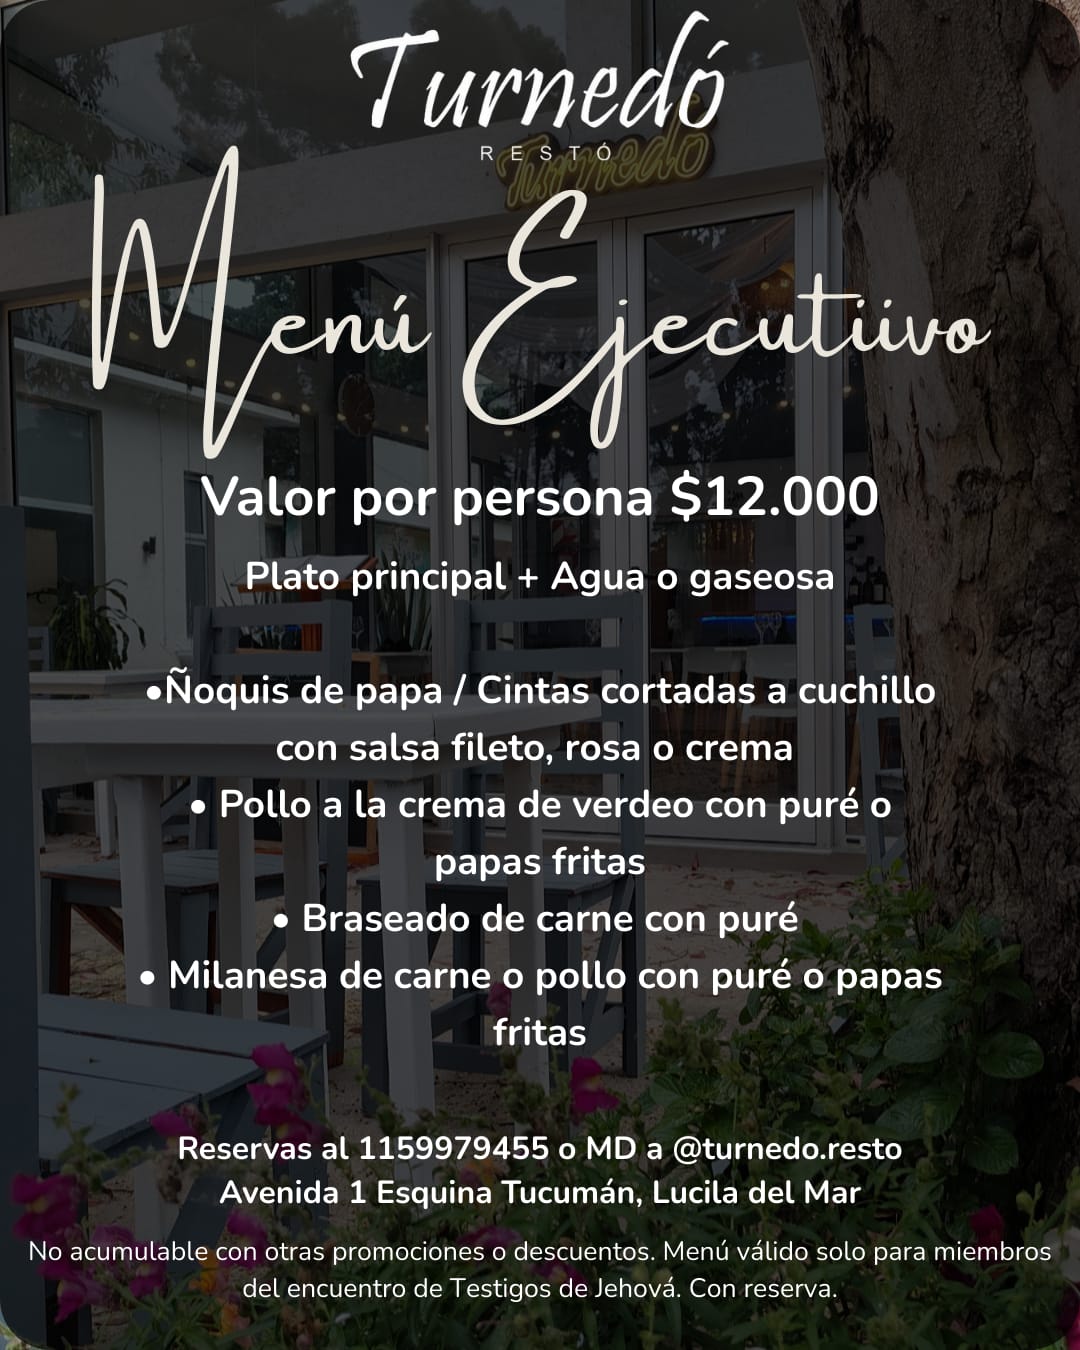 Turnedó
RESTÓ
Turnedó
Menú Ejecutiivo
Valor por persona $12.000
Plato principal + Agua o gaseosa
•Ñoquis de papa / Cintas cortadas a cuchillo
con salsa fileto, rosa o crema
• Pollo a la crema de verdeo con puré o
papas fritas
• Braseado de carne con puré
• Milanesa de carne o pollo con puré o papas
fritas
Reservas al 1159979455 o MD a @turnedo.resto
Avenida 1 Esquina Tucumán, Lucila del Mar
No acumulable con otras promociones o descuentos. Menú válido solo para miembros
del encuentro de Testigos de Jehová. Con reserva.